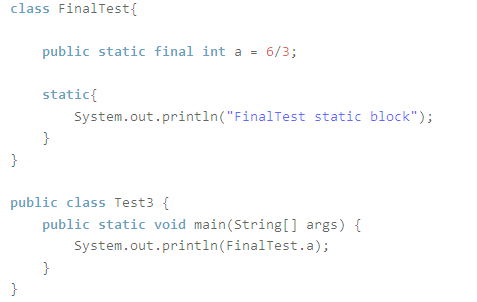 class FinalTest{
public static final int a = 6/3;
static{
System.out.println("FinalTest static block");
}
}
public class Test3 {
public static void main(String[] args) {
System.out.println(FinalTest.a);
}
}